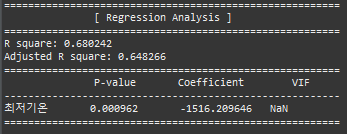 ====================================================
[ Regression Analysis ]
====================================================
R square: 0.680242
Adjusted R square: 0.648266
====================================================
P-value Coefficient VIF
----------------------------------------------------
최저기온 0.000962 -1516.209646 NaN
====================================================